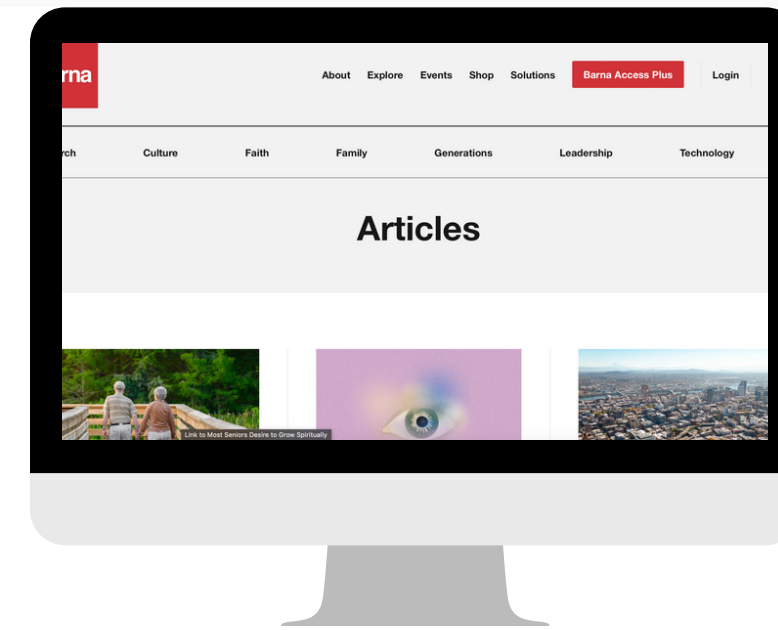 rna
About Explore Events Shop Solutions Barna Access Plus Login
rch Culture Faith Family Generations Leadership Technology
Articles
Link to Most Seniors Desire to Grow Spiritually